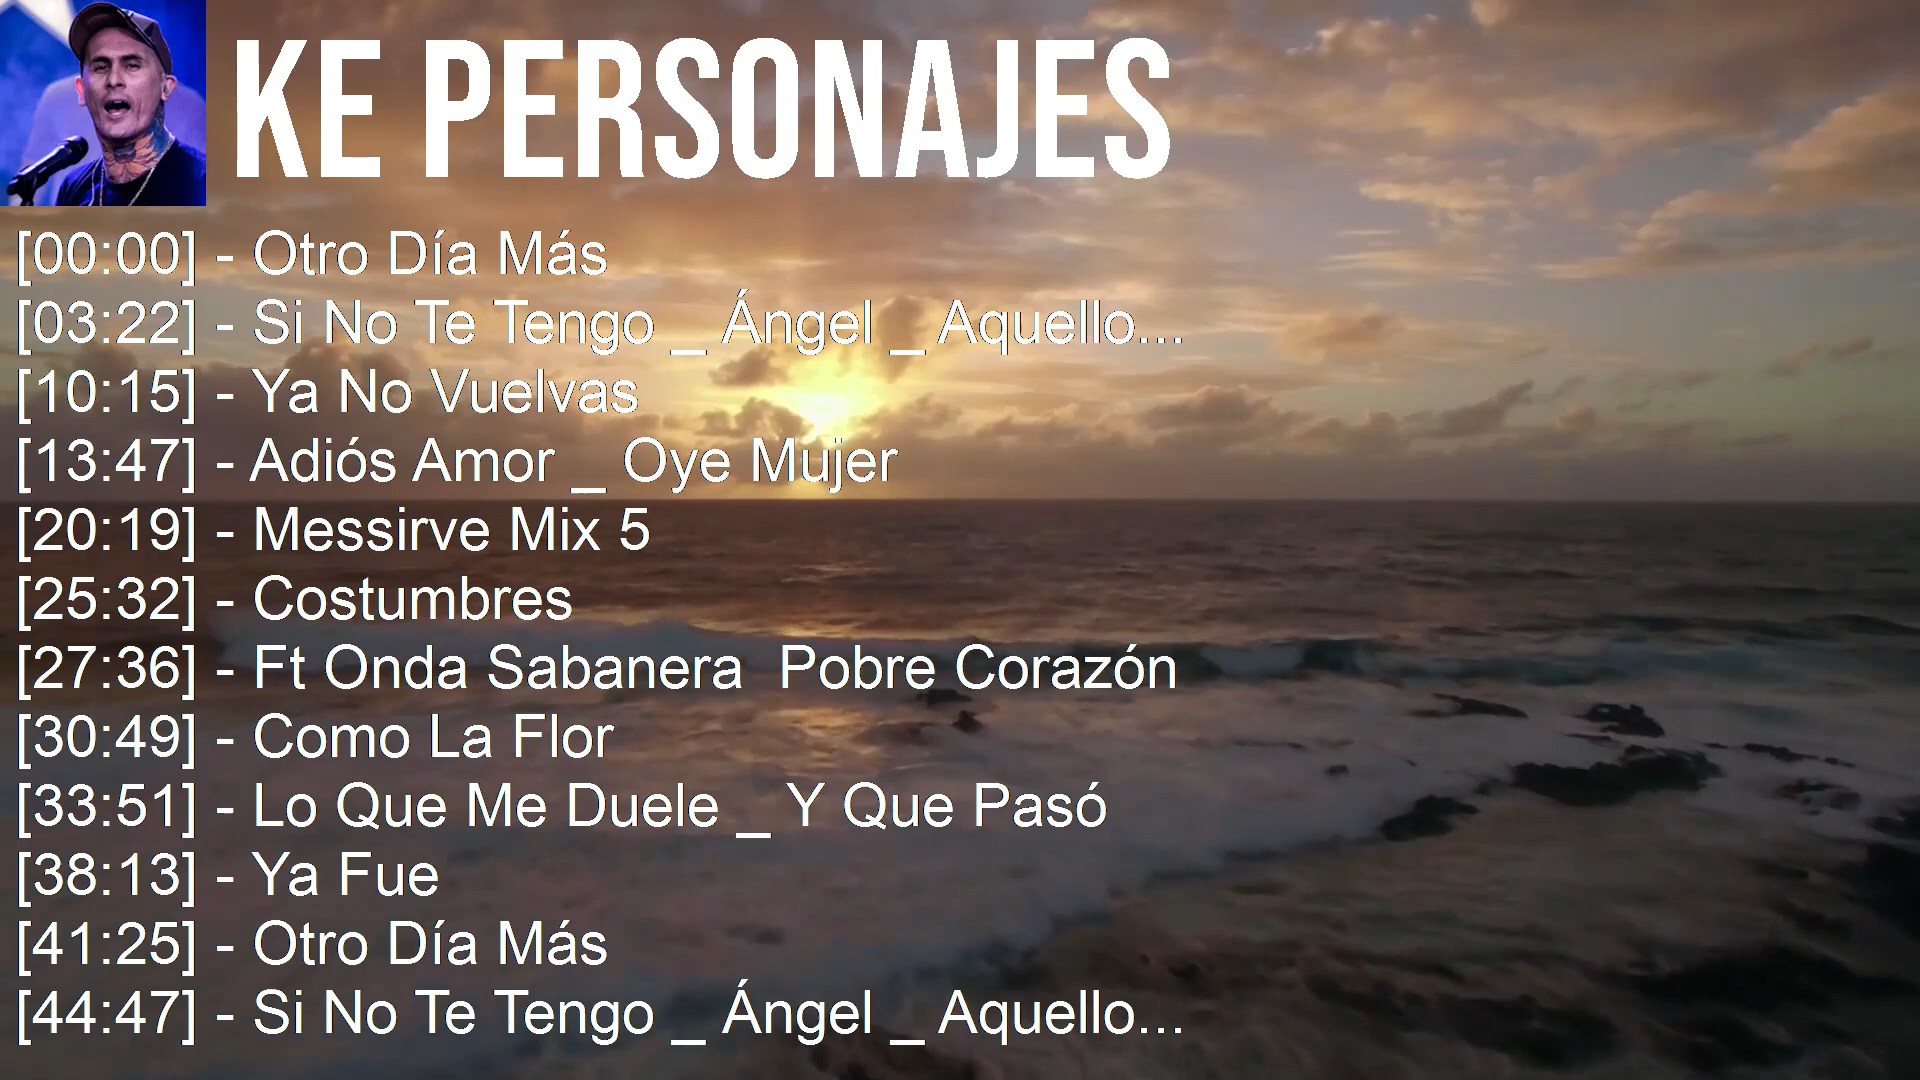 KE PERSONAJES
[00:00] - Otro Día Más
[03:22] - Si No Te Tengo _ Ángel _ Aquello...
[10:15] - Ya No Vuelvas
[13:47] - Adiós Amor _ Oye Mujer
[20:19] - Messirve Mix 5
[25:32] - Costumbres
[27:36] - Ft Onda Sabanera  Pobre Corazón
[30:49] - Como La Flor
[33:51] - Lo Que Me Duele _ Y Que Pasó
[38:13] - Ya Fue
[41:25] - Otro Día Más
[44:47] - Si No Te Tengo _ Ángel _ Aquello...